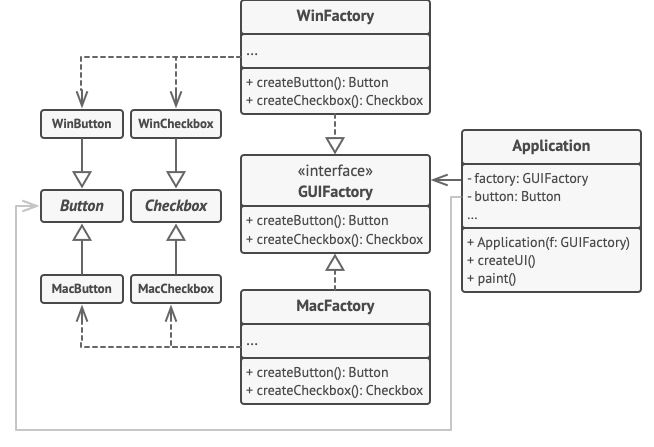 WinFactory
...
+ createButton(): Button
+ createCheckbox(): Checkbox
WinButton
WinCheckbox
Button
Checkbox
MacButton
MacCheckbox
«interface»
GUIFactory
+ createButton(): Button
+ createCheckbox(): Checkbox
Application
- factory: GUIFactory
- button: Button
...
+ Application(f: GUIFactory)
+ createUI()
+ paint()
MacFactory
...
+ createButton(): Button
+ createCheckbox(): Checkbox